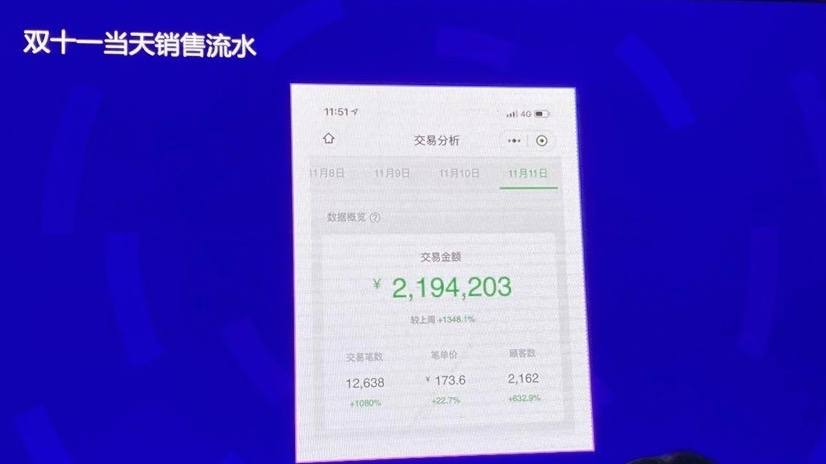 双十一当天销售流水
11:51 4G
交易分析
11月8日 11月9日 11月10日 11月11日
数据概览 ?
交易金额
¥ 2,194,203
较上周 +1348.1%
交易笔数 笔单价 顾客数
12,638 ¥ 173.6 2,162
+1080% +22.7% +632.9%